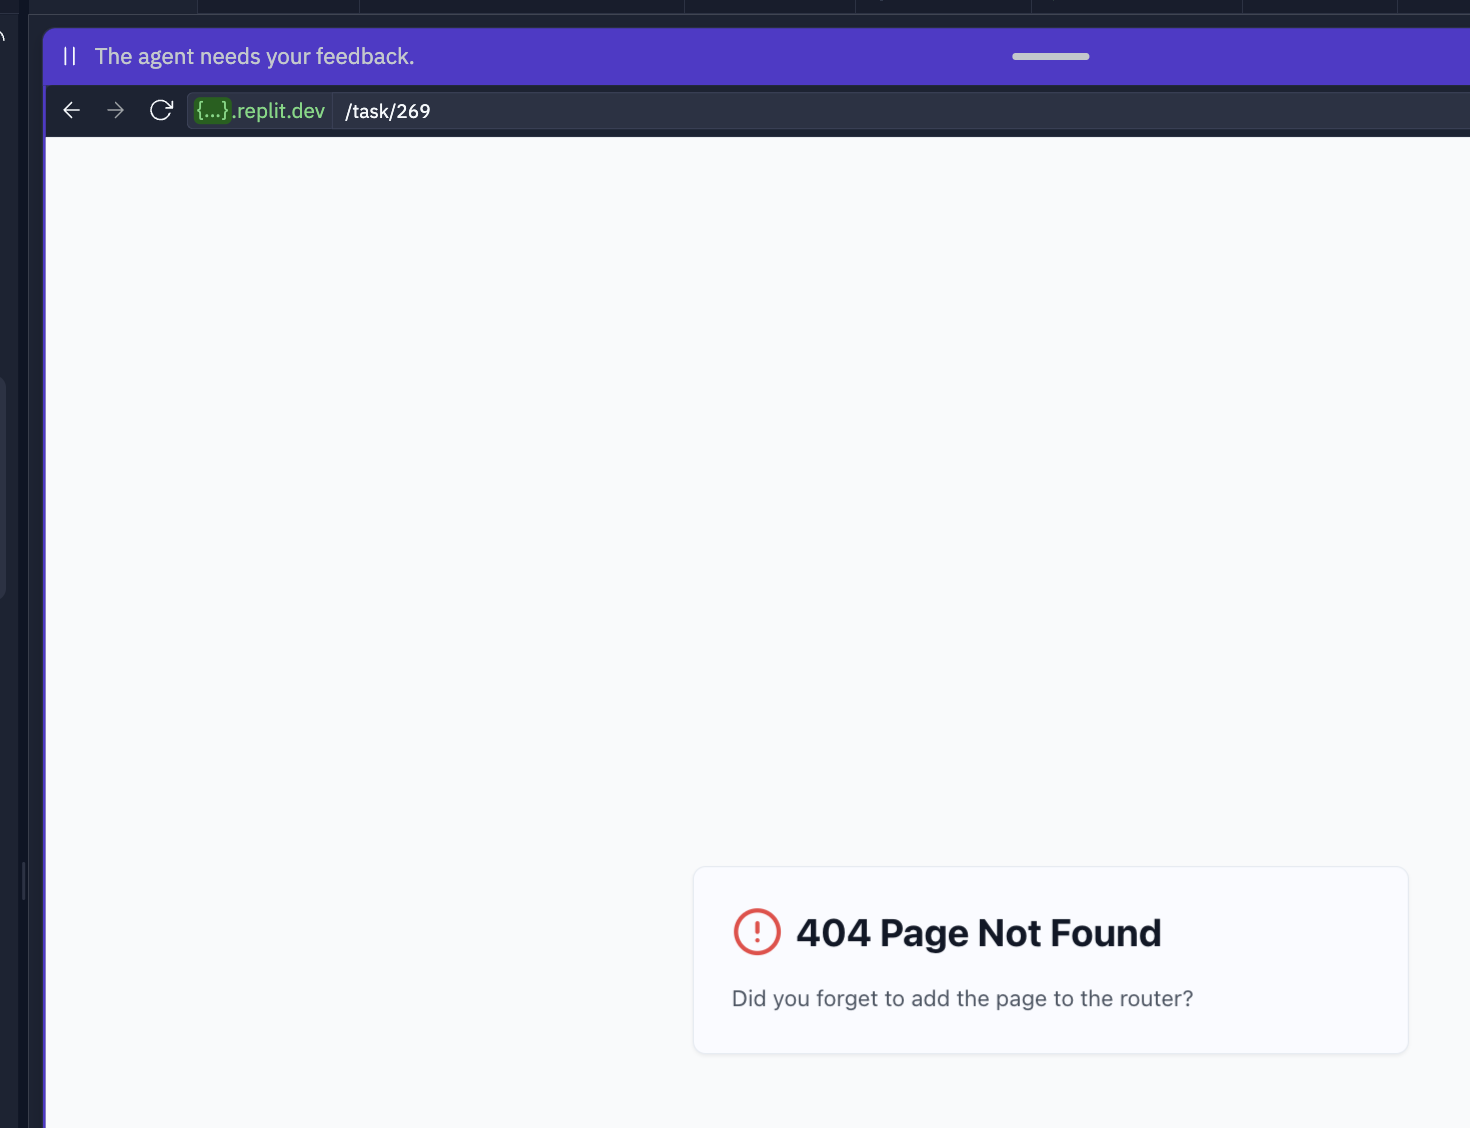 The agent needs your feedback.
{...}.replit.dev /task/269
404 Page Not Found
Did you forget to add the page to the router?